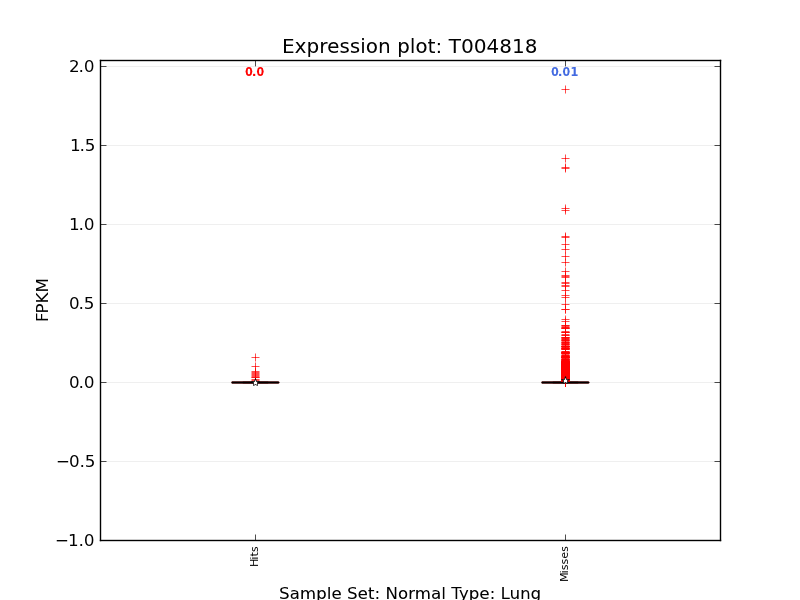 Expression plot: T004818
2.0
0.0
0.01
1.5
1.0
0.5
0.0
−0.5
−1.0
FPKM
Hits
Misses
Sample Set: Normal Type: Lung